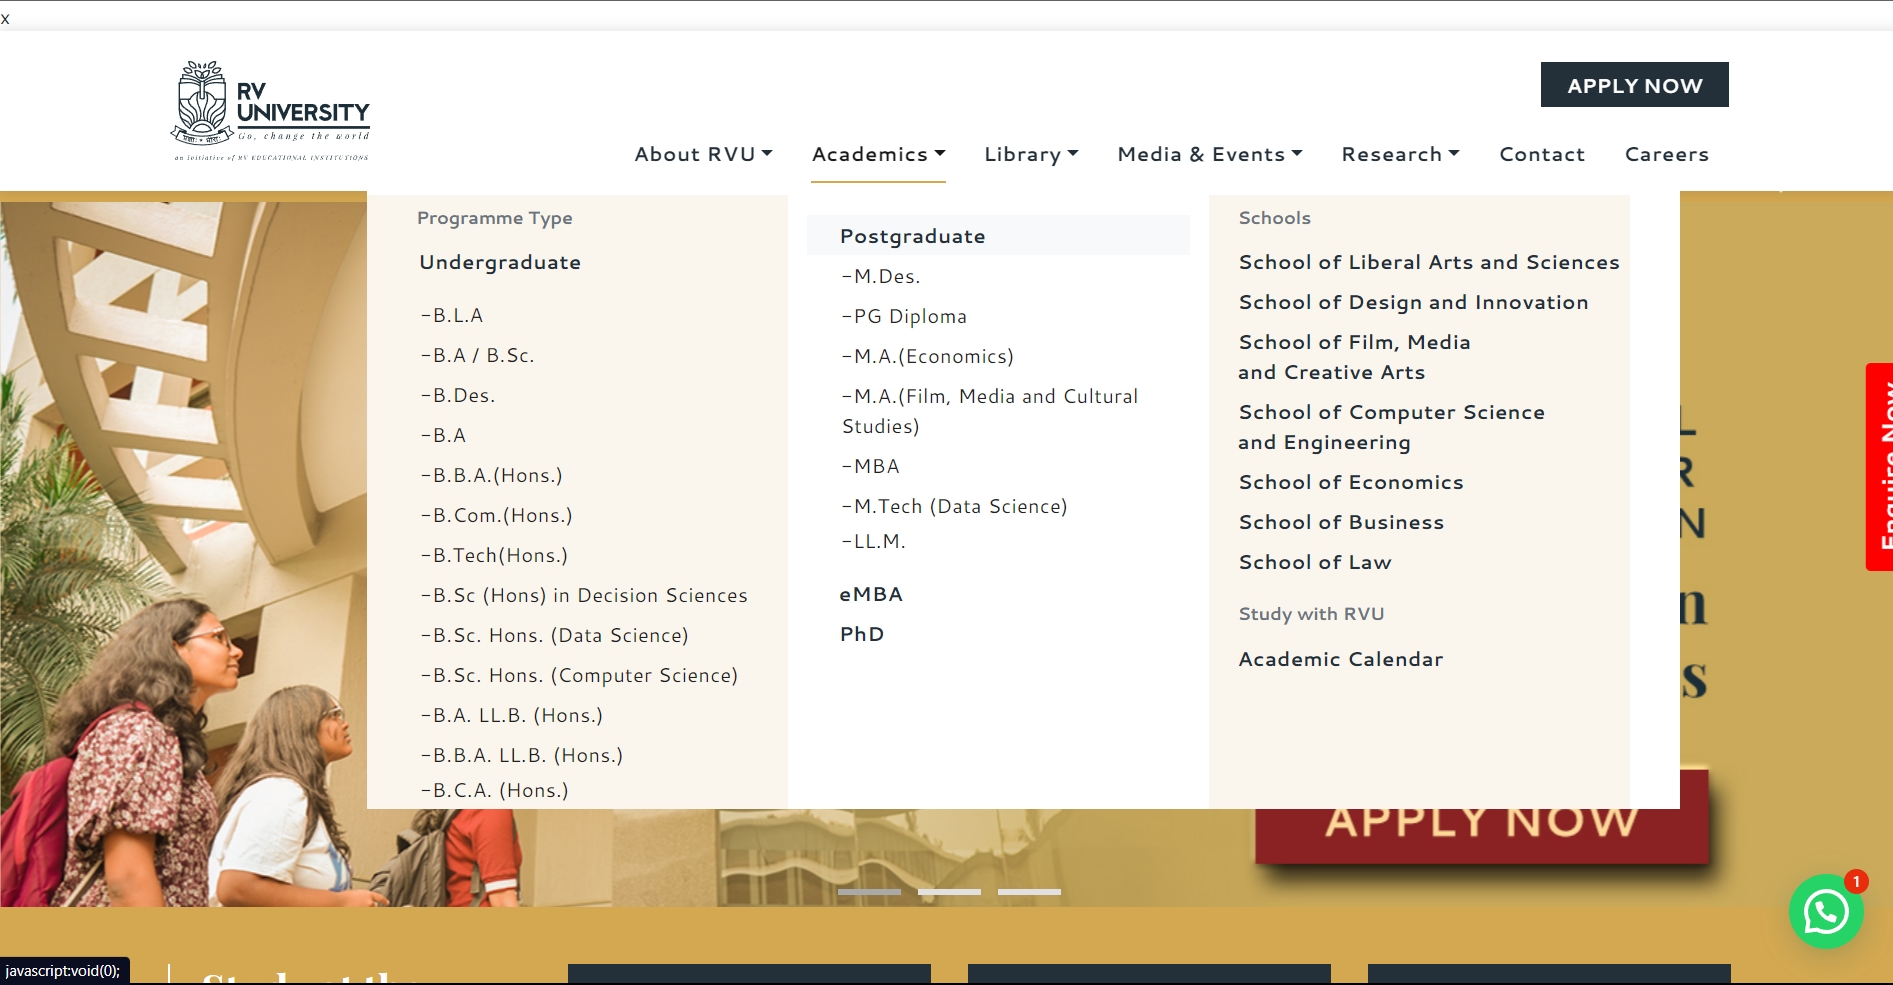 x
RV
UNIVERSITY
Go, change the world
an initiative of RV EDUCATIONAL INSTITUTIONS
APPLY NOW
About RVU
Academics
Library
Media & Events
Research
Contact
Careers
Programme Type
Undergraduate
-B.L.A
-B.A / B.Sc.
-B.Des.
-B.A
-B.B.A.(Hons.)
-B.Com.(Hons.)
-B.Tech(Hons.)
-B.Sc (Hons) in Decision Sciences
-B.Sc. Hons. (Data Science)
-B.Sc. Hons. (Computer Science)
-B.A. LL.B. (Hons.)
-B.B.A. LL.B. (Hons.)
-B.C.A. (Hons.)
Postgraduate
-M.Des.
-PG Diploma
-M.A.(Economics)
-M.A.(Film, Media and Cultural
Studies)
-MBA
-M.Tech (Data Science)
-LL.M.
eMBA
PhD
Schools
School of Liberal Arts and Sciences
School of Design and Innovation
School of Film, Media
and Creative Arts
School of Computer Science
and Engineering
School of Economics
School of Business
School of Law
Study with RVU
Academic Calendar
Enquire Now
APPLY NOW
1
javascript:void(0);